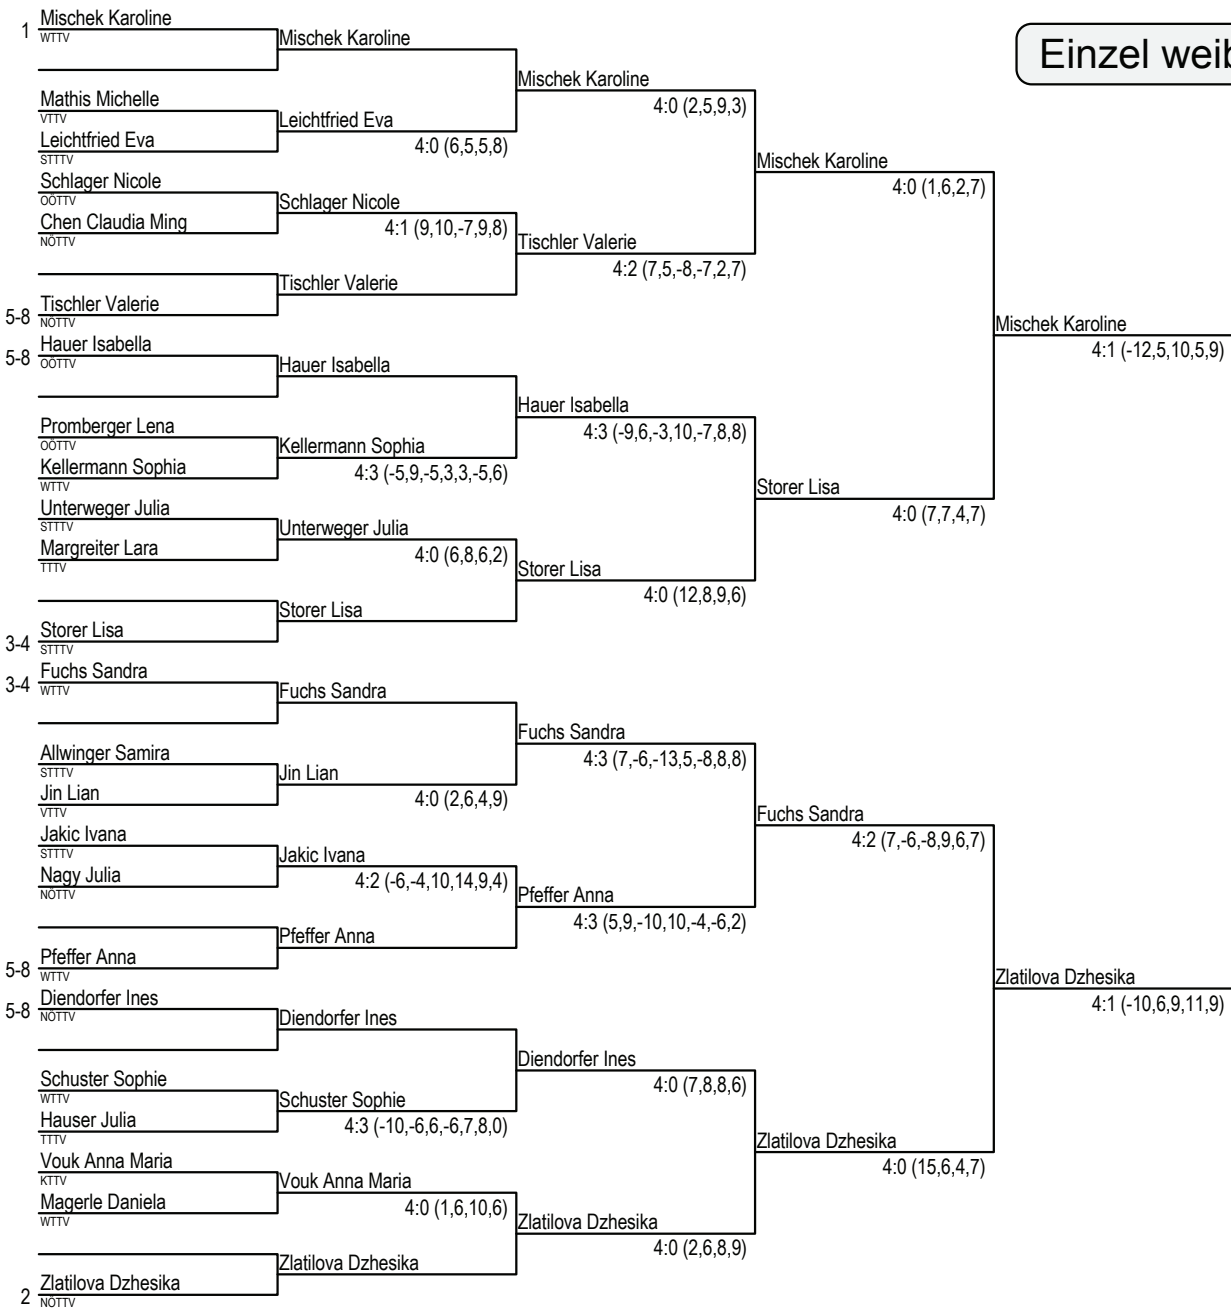 Einzel weib
1
Mischek Karoline
WTTV
Mathis Michelle
VTTV
Leichtfried Eva
STTTV
Schlager Nicole
OÖTTV
Chen Claudia Ming
NÖTTV
5-8
Tischler Valerie
NÖTTV
5-8
Hauer Isabella
OÖTTV
Promberger Lena
OÖTTV
Kellermann Sophia
WTTV
Unterweger Julia
STTTV
Margreiter Lara
TTTV
3-4
Storer Lisa
STTTV
3-4
Fuchs Sandra
WTTV
Allwinger Samira
STTTV
Jin Lian
VTTV
Jakic Ivana
STTTV
Nagy Julia
NÖTTV
5-8
Pfeffer Anna
WTTV
5-8
Diendorfer Ines
NÖTTV
Schuster Sophie
WTTV
Hauser Julia
TTTV
Vouk Anna Maria
KTTV
Magerle Daniela
WTTV
2
Zlatilova Dzhesika
NÖTTV
Mischek Karoline
Leichtfried Eva
4:0 (6,5,5,8)
Schlager Nicole
4:1 (9,10,-7,9,8)
Tischler Valerie
Hauer Isabella
Kellermann Sophia
4:3 (-5,9,-5,3,3,-5,6)
Unterweger Julia
4:0 (6,8,6,2)
Storer Lisa
Fuchs Sandra
Jin Lian
4:0 (2,6,4,9)
Jakic Ivana
4:2 (-6,-4,10,14,9,4)
Pfeffer Anna
Diendorfer Ines
Schuster Sophie
4:3 (-10,-6,6,-6,7,8,0)
Vouk Anna Maria
4:0 (1,6,10,6)
Zlatilova Dzhesika
Mischek Karoline
4:0 (2,5,9,3)
Tischler Valerie
4:2 (7,5,-8,-7,2,7)
Hauer Isabella
4:3 (-9,6,-3,10,-7,8,8)
Storer Lisa
4:0 (12,8,9,6)
Fuchs Sandra
4:3 (7,-6,-13,5,-8,8,8)
Pfeffer Anna
4:3 (5,9,-10,10,-4,-6,2)
Diendorfer Ines
4:0 (7,8,8,6)
Zlatilova Dzhesika
4:0 (2,6,8,9)
Mischek Karoline
4:0 (1,6,2,7)
Storer Lisa
4:0 (7,7,4,7)
Fuchs Sandra
4:2 (7,-6,-8,9,6,7)
Zlatilova Dzhesika
4:0 (15,6,4,7)
Mischek Karoline
4:1 (-12,5,10,5,9)
Zlatilova Dzhesika
4:1 (-10,6,9,11,9)